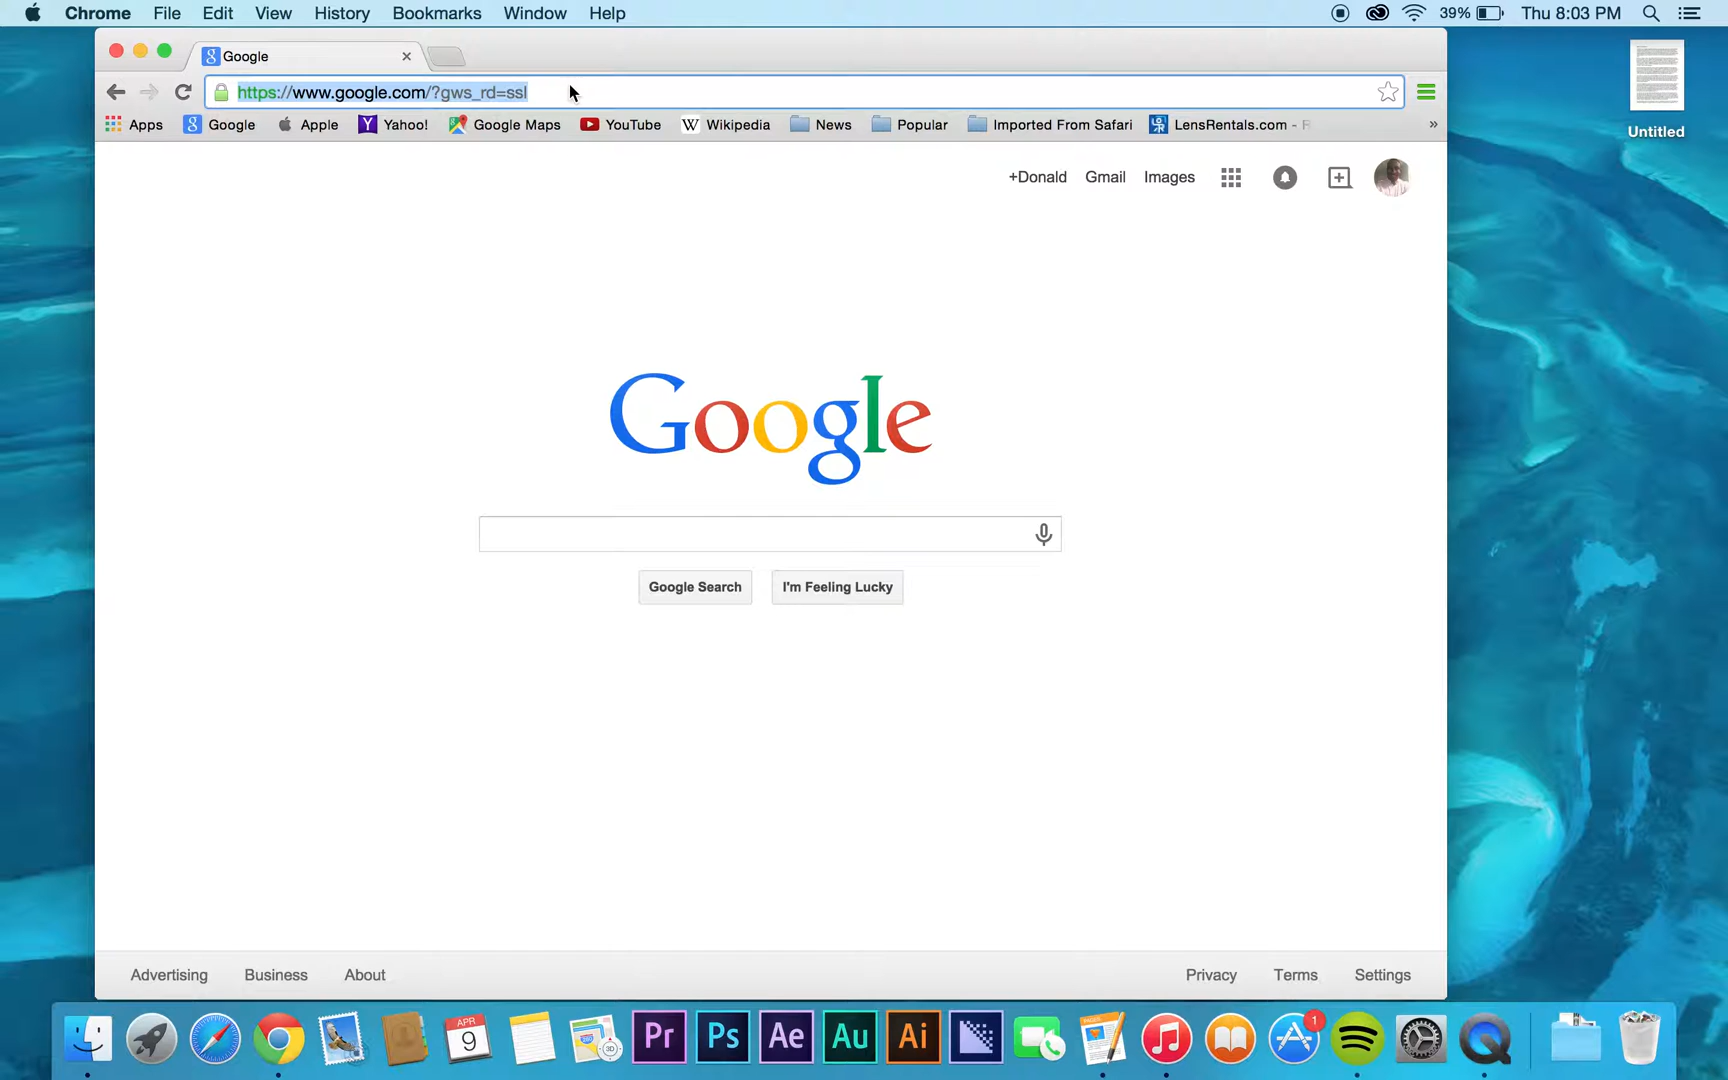 Chrome File Edit View History Bookmarks Window Help 39% Thu 8:03 PM
Google
https://www.google.com/?gws_rd=ssl
Apps Google Apple Yahoo! Google Maps YouTube Wikipedia News Popular Imported From Safari LensRentals.com -
Untitled
+Donald Gmail Images
Google
Google Search I'm Feeling Lucky
Advertising Business About Privacy Terms Settings
APR
9
Pr Ps Ae Au Ai
1